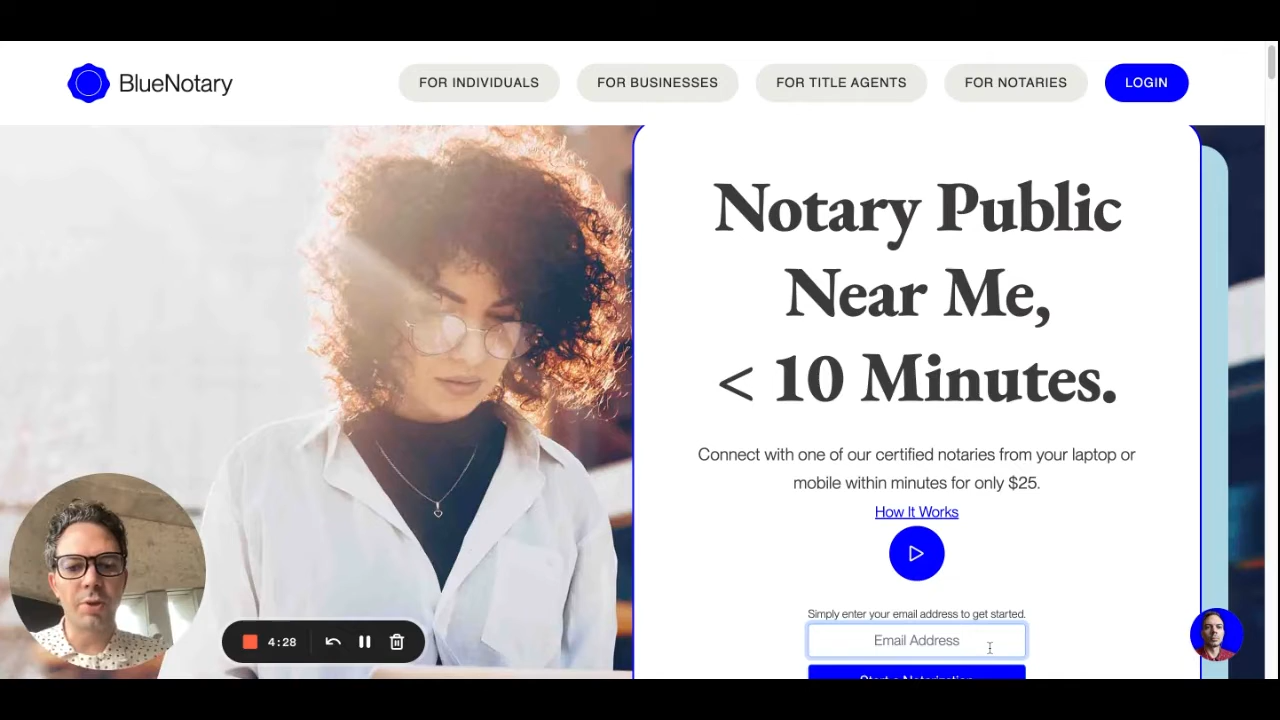 BlueNotary
FOR INDIVIDUALS
FOR BUSINESSES
FOR TITLE AGENTS
FOR NOTARIES
LOGIN
Notary Public
Near Me,
< 10 Minutes.
Connect with one of our certified notaries from your laptop or
mobile within minutes for only $25.
How It Works
Simply enter your email address to get started.
Email Address
Start a Notarization
4:28